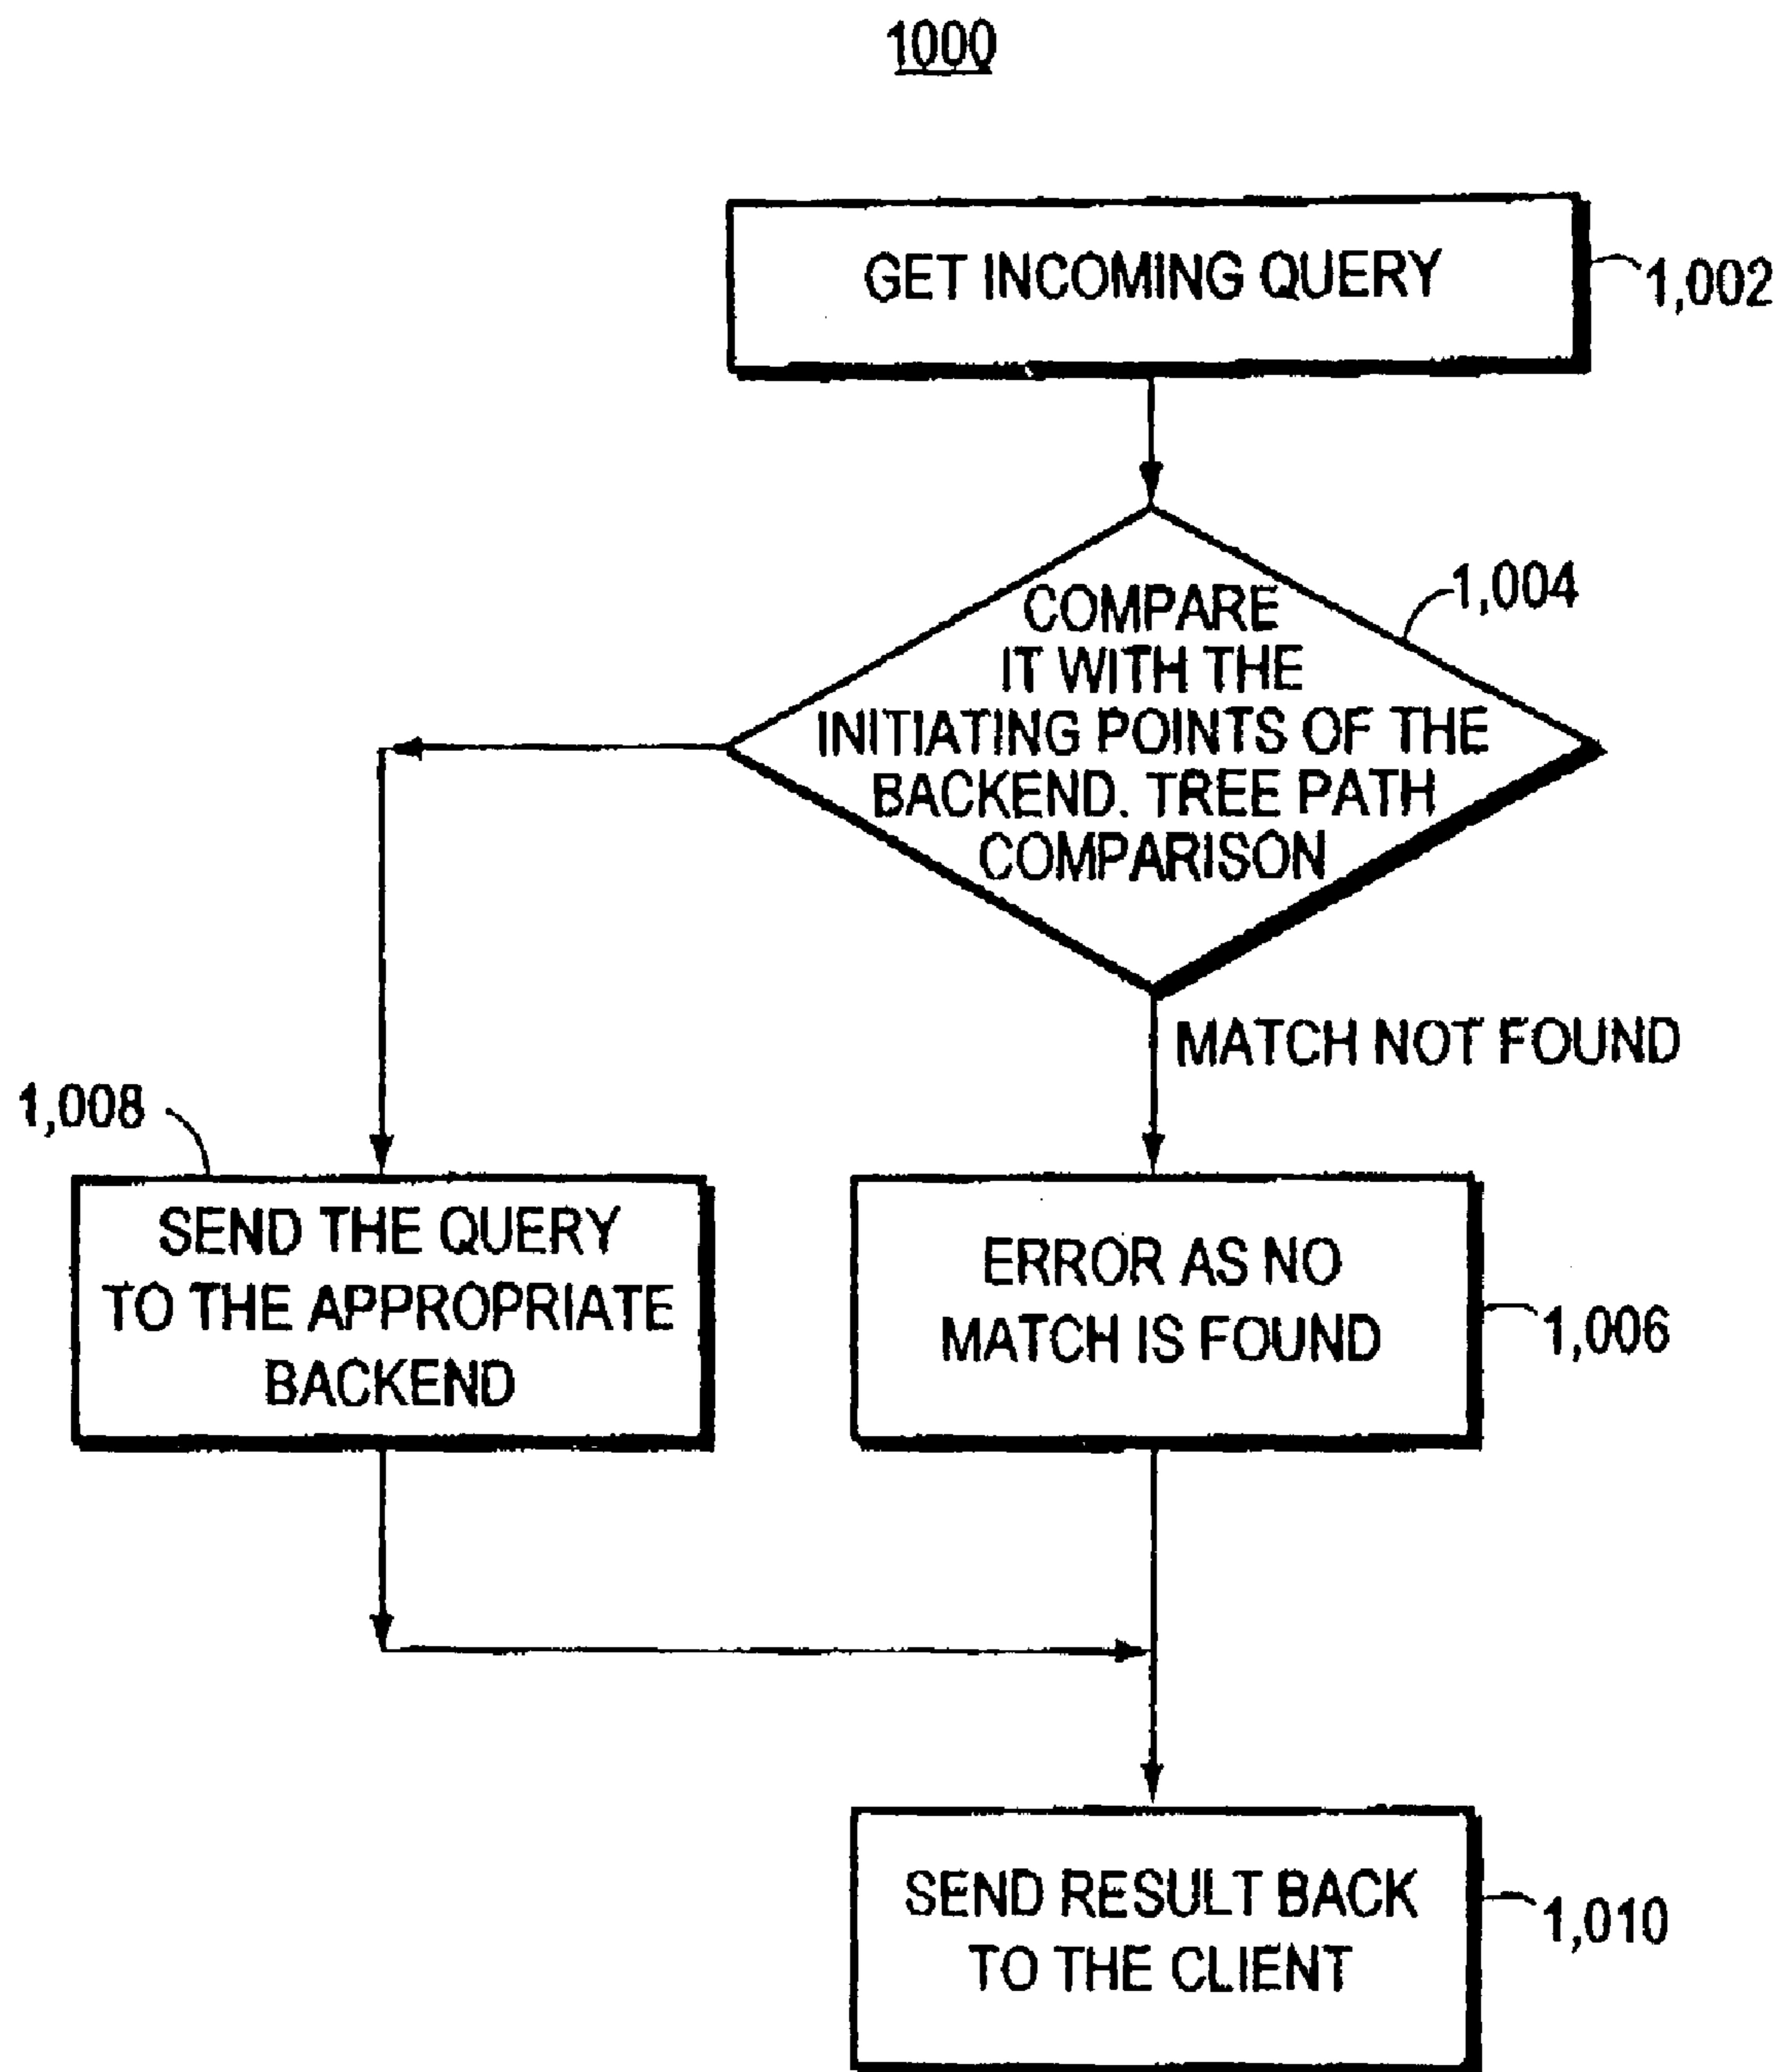 1000
GET INCOMING QUERY
1,002
COMPARE
IT WITH THE
INITIATING POINTS OF THE
BACKEND. TREE PATH
COMPARISON
1,004
MATCH NOT FOUND
1,008
SEND THE QUERY
TO THE APPROPRIATE
BACKEND
ERROR AS NO
MATCH IS FOUND
1,006
SEND RESULT BACK
TO THE CLIENT
1,010